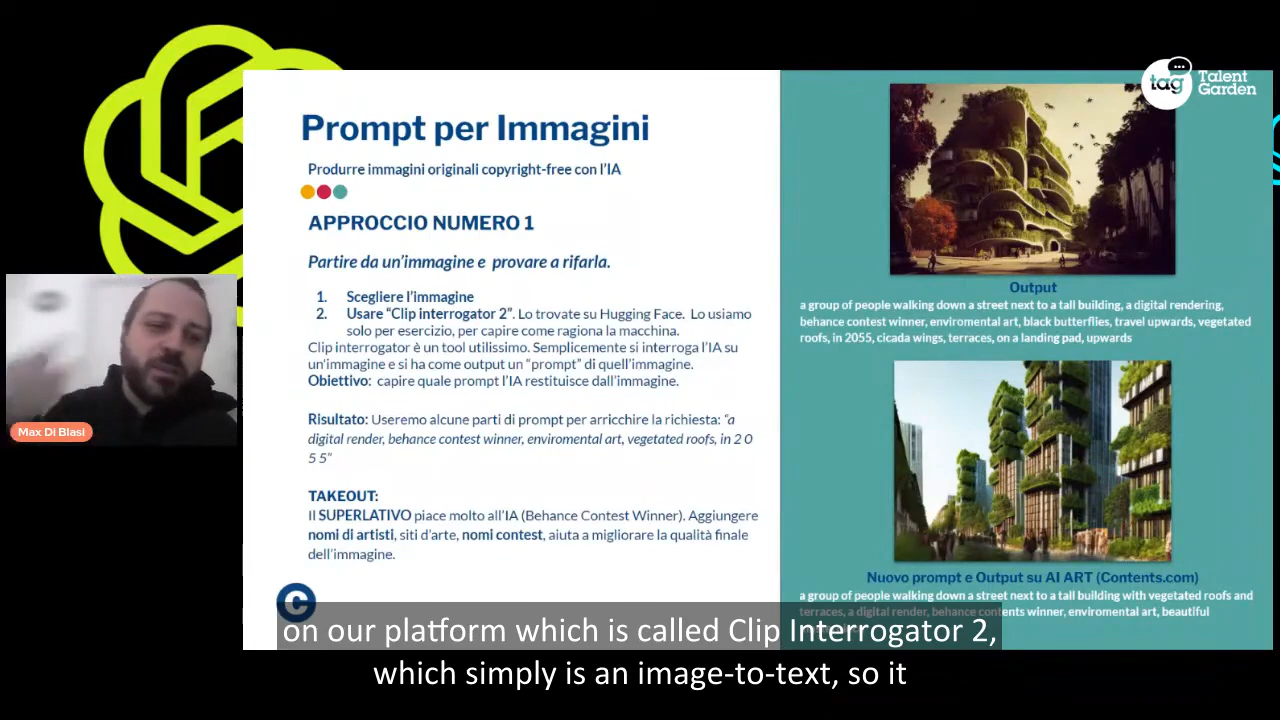 tag
Talent
Garden
Prompt per Immagini
Produrre immagini originali copyright-free con l'IA
APPROCCIO NUMERO 1
Partire da un'immagine e provare a rifarla.
1. Scegliere l'immagine
2. Usare "Clip interrogator 2". Lo trovate su Hugging Face. Lo usiamo
solo per esercizio, per capire come ragiona la macchina.
Clip interrogator è un tool utilissimo. Semplicemente si interroga l'IA su
un'immagine e si ha come output un "prompt" di quell'immagine.
Obiettivo: capire quale prompt l'IA restituisce dall'immagine.
Risultato: Useremo alcune parti di prompt per arricchire la richiesta: "a
digital render, behance contest winner, enviromental art, vegetated roofs, in 2 0
5 5"
TAKEOUT:
Il SUPERLATIVO piace molto all'IA (Behance Contest Winner). Aggiungere
nomi di artisti, siti d'arte, nomi contest, aiuta a migliorare la qualità finale
dell'immagine.
C
Output
a group of people walking down a street next to a tall building, a digital rendering,
behance contest winner, enviromental art, black butterflies, travel upwards, vegetated
roofs, in 2055, cicada wings, terraces, on a landing pad, upwards
Nuovo prompt e Output su AI ART (Contents.com)
a group of people walking down a street next to a tall building with vegetated roofs and
terraces, a digital render, behance contents winner, enviromental art, beautiful
Max Di Blasi
on our platform which is called Clip Interrogator 2,
which simply is an image-to-text, so it